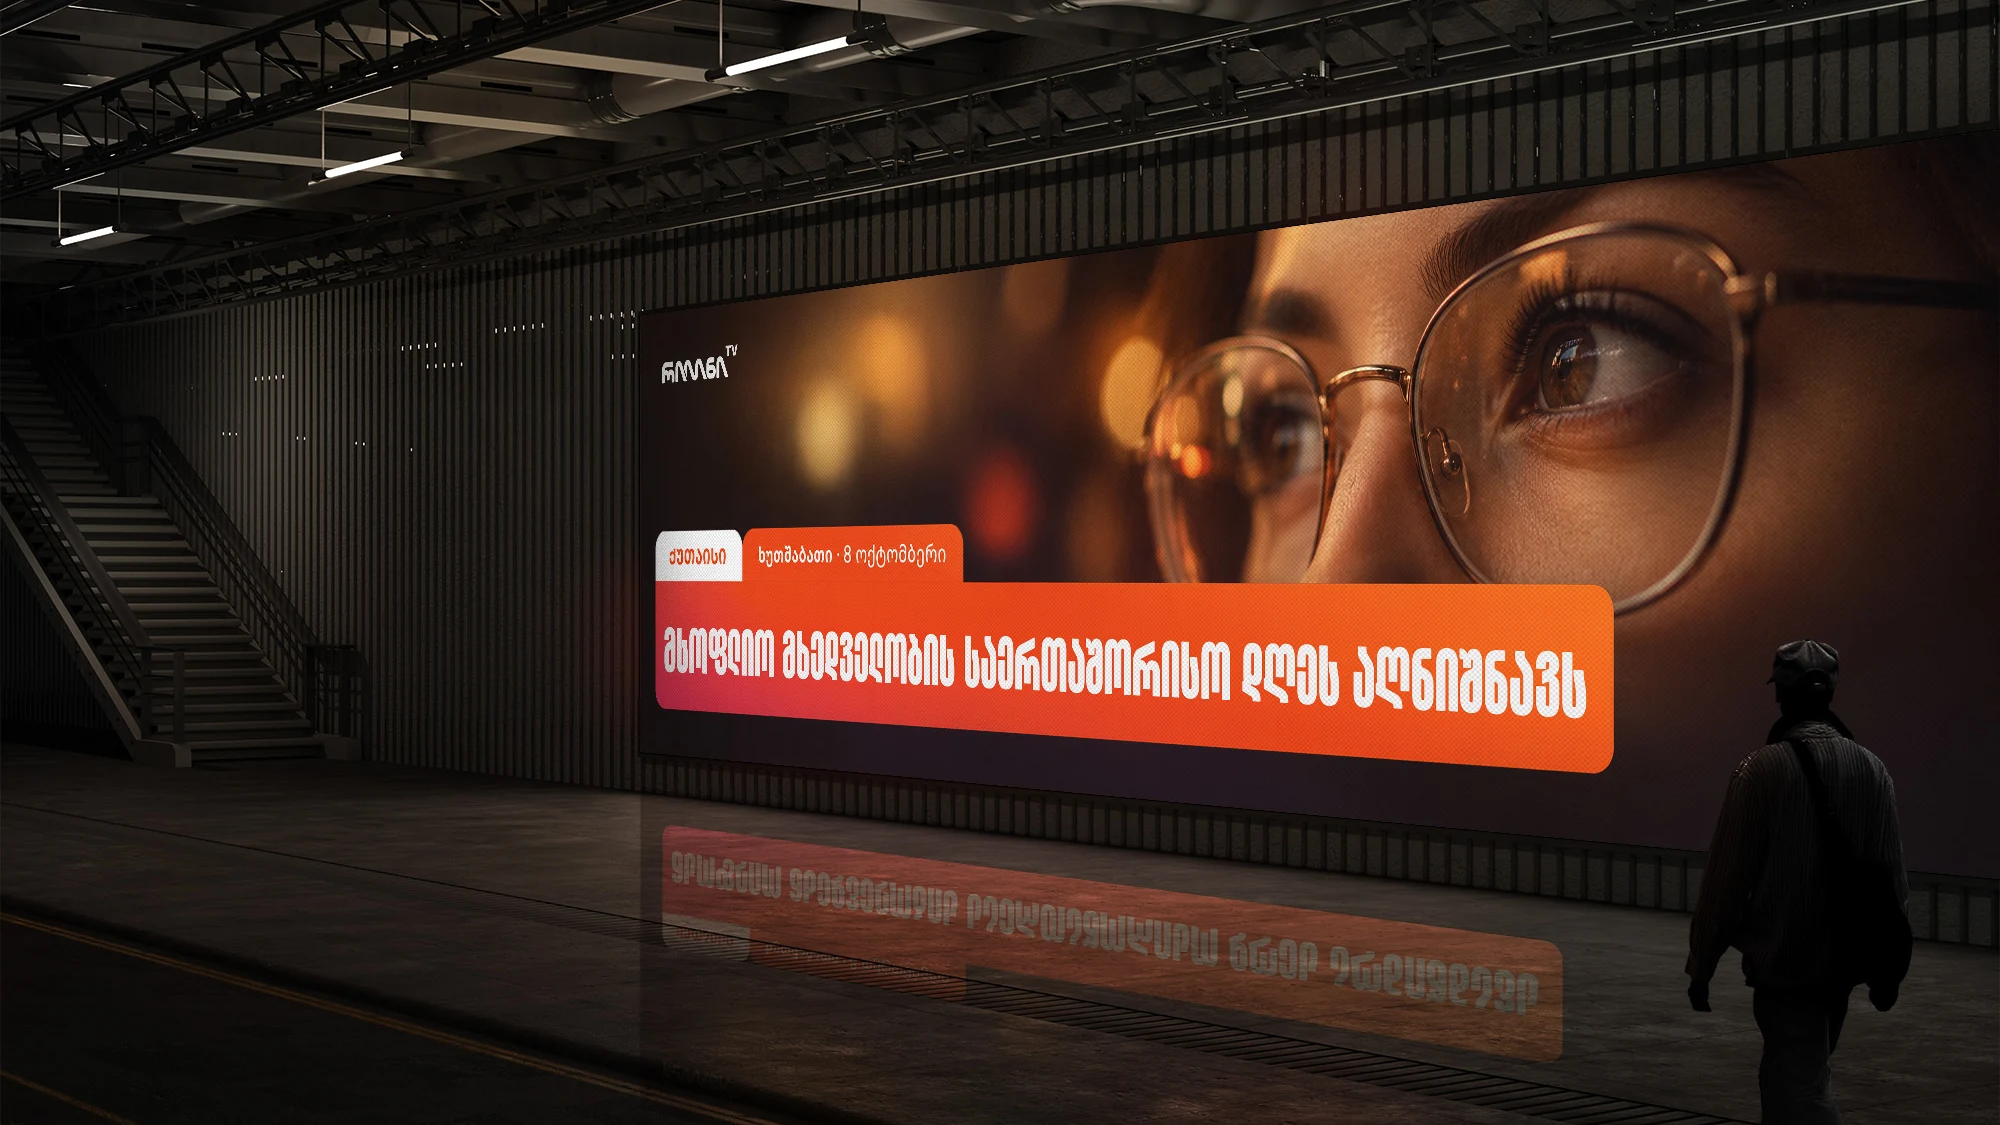 რიონი TV
ქუთაისი
ხუთშაბათი · 8 ოქტომბერი
მსოფლიო მხედველობის საერთაშორისო დღეს აღნიშნავს